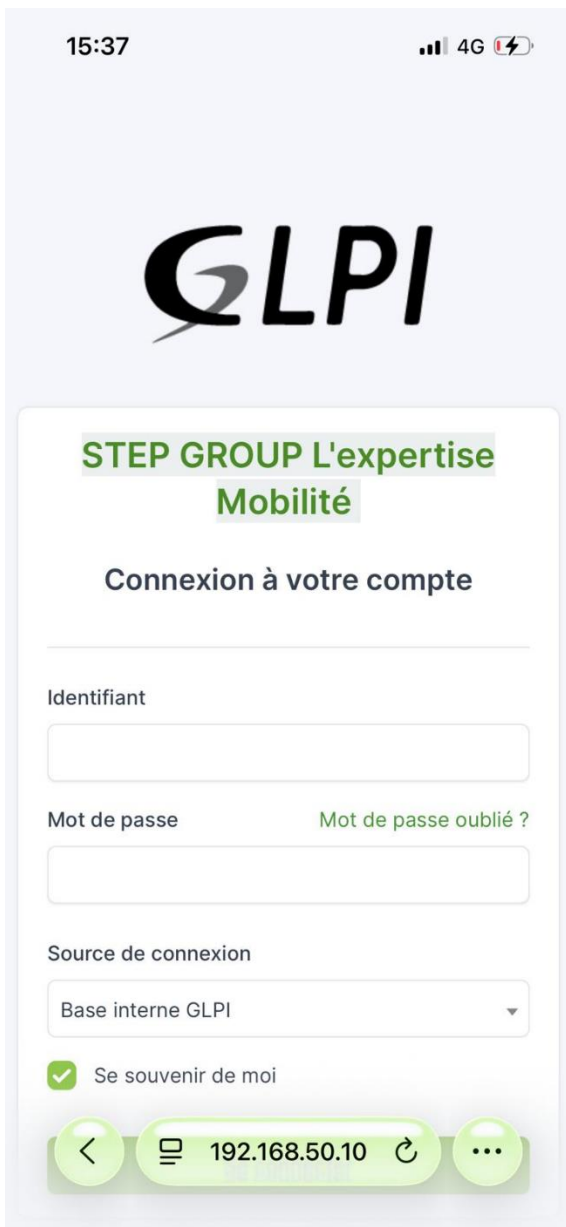 15:37 4G
GLPI
STEP GROUP L'expertise
Mobilité
Connexion à votre compte
Identifiant
Mot de passe Mot de passe oublié ?
Source de connexion
Base interne GLPI
Se souvenir de moi
192.168.50.10